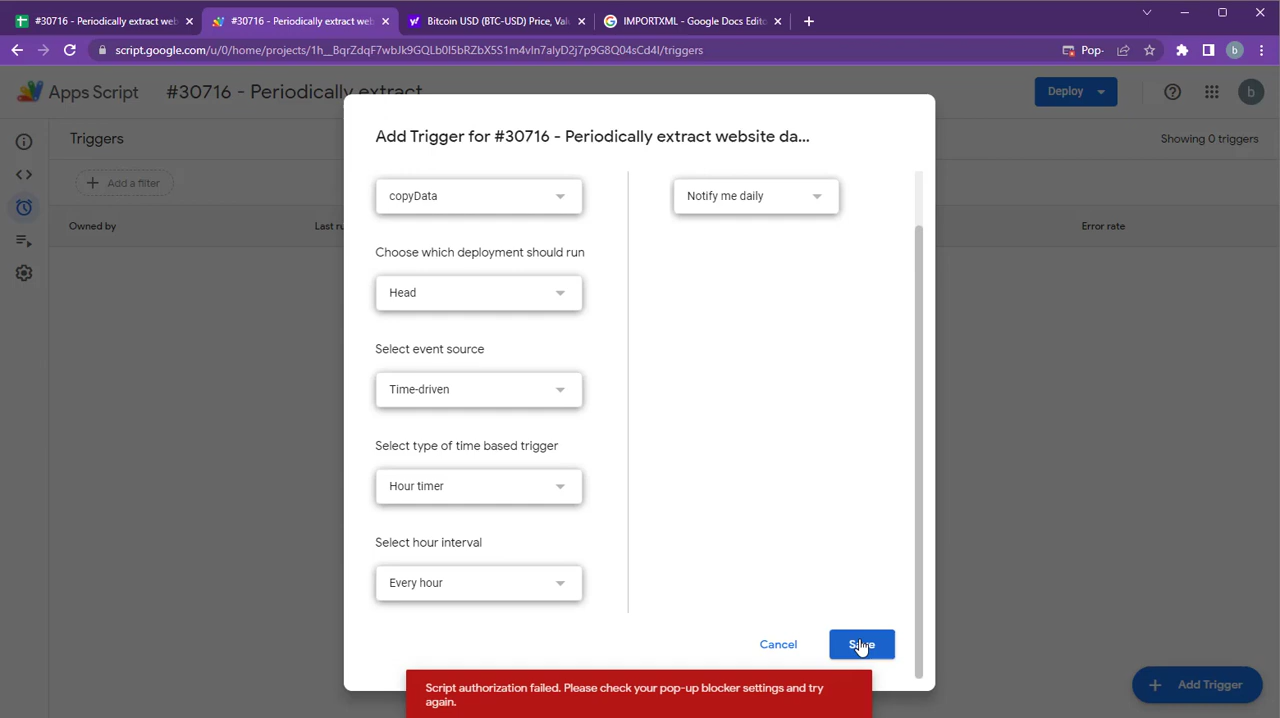 #30716 - Periodically extract web
#30716 - Periodically extract web
Bitcoin USD (BTC-USD) Price, Val
IMPORTXML - Google Docs Edito
script.google.com/u/0/home/projects/1h__BqrZdqF7wbJk9GQLb0I5bRZbX5S1m4vIn7alyD2j7p9G8Q04sCd4I/triggers
Pop-
b
Apps Script
#30716 - Periodically extract
Deploy
b
Triggers
Showing 0 triggers
Add a filter
Owned by
Last ru
Error rate
Add Trigger for #30716 - Periodically extract website da...
copyData
Notify me daily
Choose which deployment should run
Head
Select event source
Time-driven
Select type of time based trigger
Hour timer
Select hour interval
Every hour
Cancel
Save
Script authorization failed. Please check your pop-up blocker settings and try
again.
Add Trigger